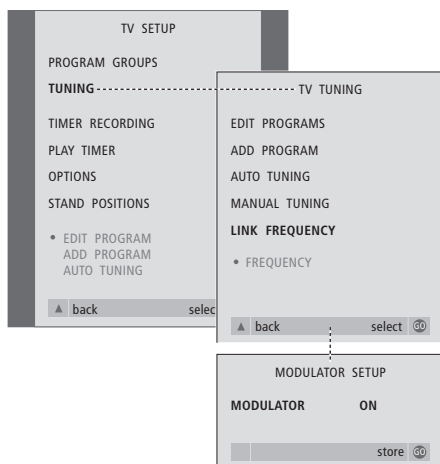 TV SETUP
PROGRAM GROUPS
TUNING
TIMER RECORDING
PLAY TIMER
OPTIONS
STAND POSITIONS
• EDIT PROGRAM
ADD PROGRAM
AUTO TUNING
back selec
TV TUNING
EDIT PROGRAMS
ADD PROGRAM
AUTO TUNING
MANUAL TUNING
LINK FREQUENCY
• FREQUENCY
back select GO
MODULATOR SETUP
MODULATOR ON
store GO